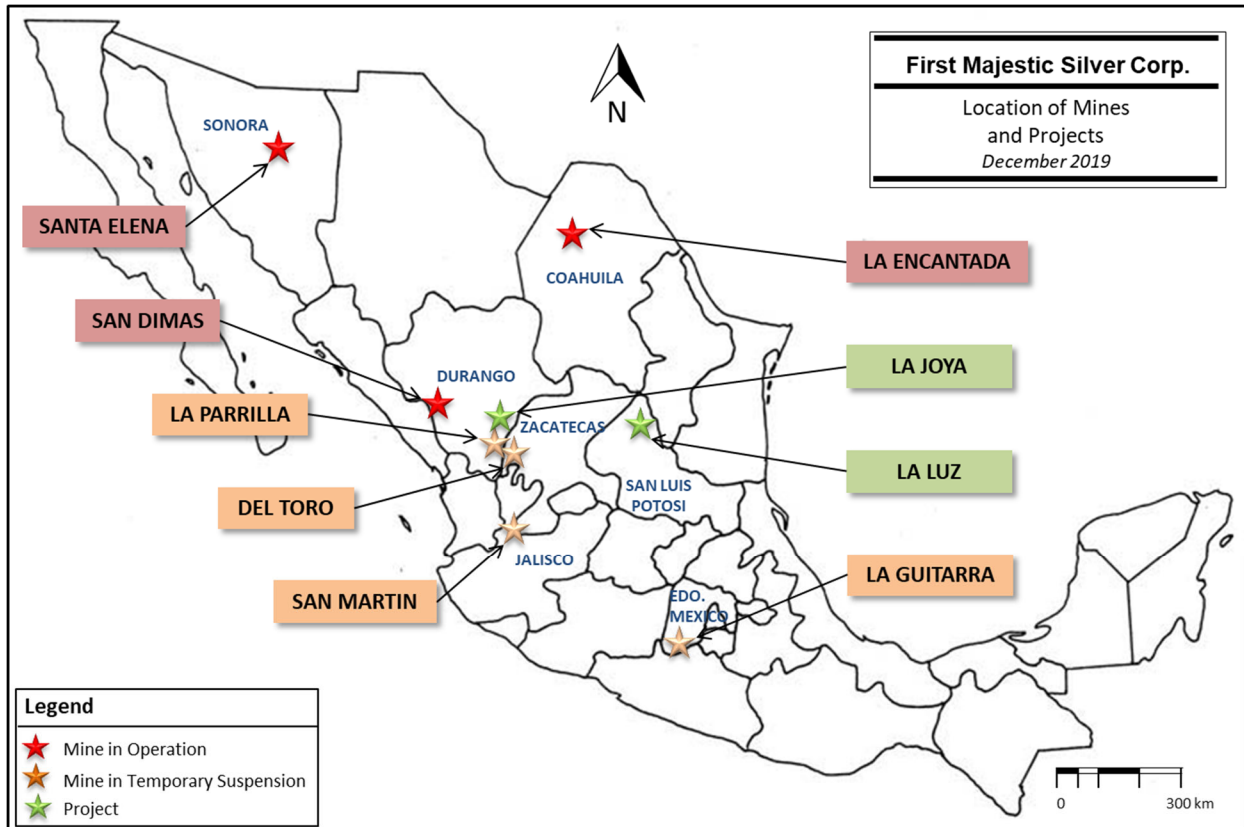 First Majestic Silver Corp.
Location of Mines
and Projects
December 2019
N
SONORA
SANTA ELENA
LA ENCANTADA
COAHUILA
SAN DIMAS
LA JOYA
DURANGO
LA PARRILLA
ZACATECAS
LA LUZ
SAN LUIS
POTOSI
DEL TORO
JALISCO
SAN MARTIN
LA GUITARRA
EDO.
MEXICO
Legend
Mine in Operation
Mine in Temporary Suspension
Project
0 300 km